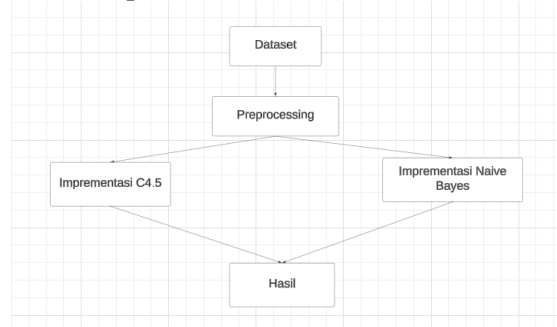 Dataset
Preprocessing
Imprementasi C4.5
Imprementasi Naive
Bayes
Hasil